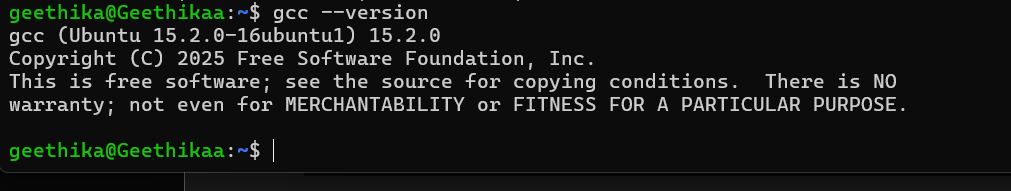 geethika@Geethikaa:~$ gcc --version
gcc (Ubuntu 15.2.0-16ubuntu1) 15.2.0
Copyright (C) 2025 Free Software Foundation, Inc.
This is free software; see the source for copying conditions.  There is NO
warranty; not even for MERCHANTABILITY or FITNESS FOR A PARTICULAR PURPOSE.
geethika@Geethikaa:~$